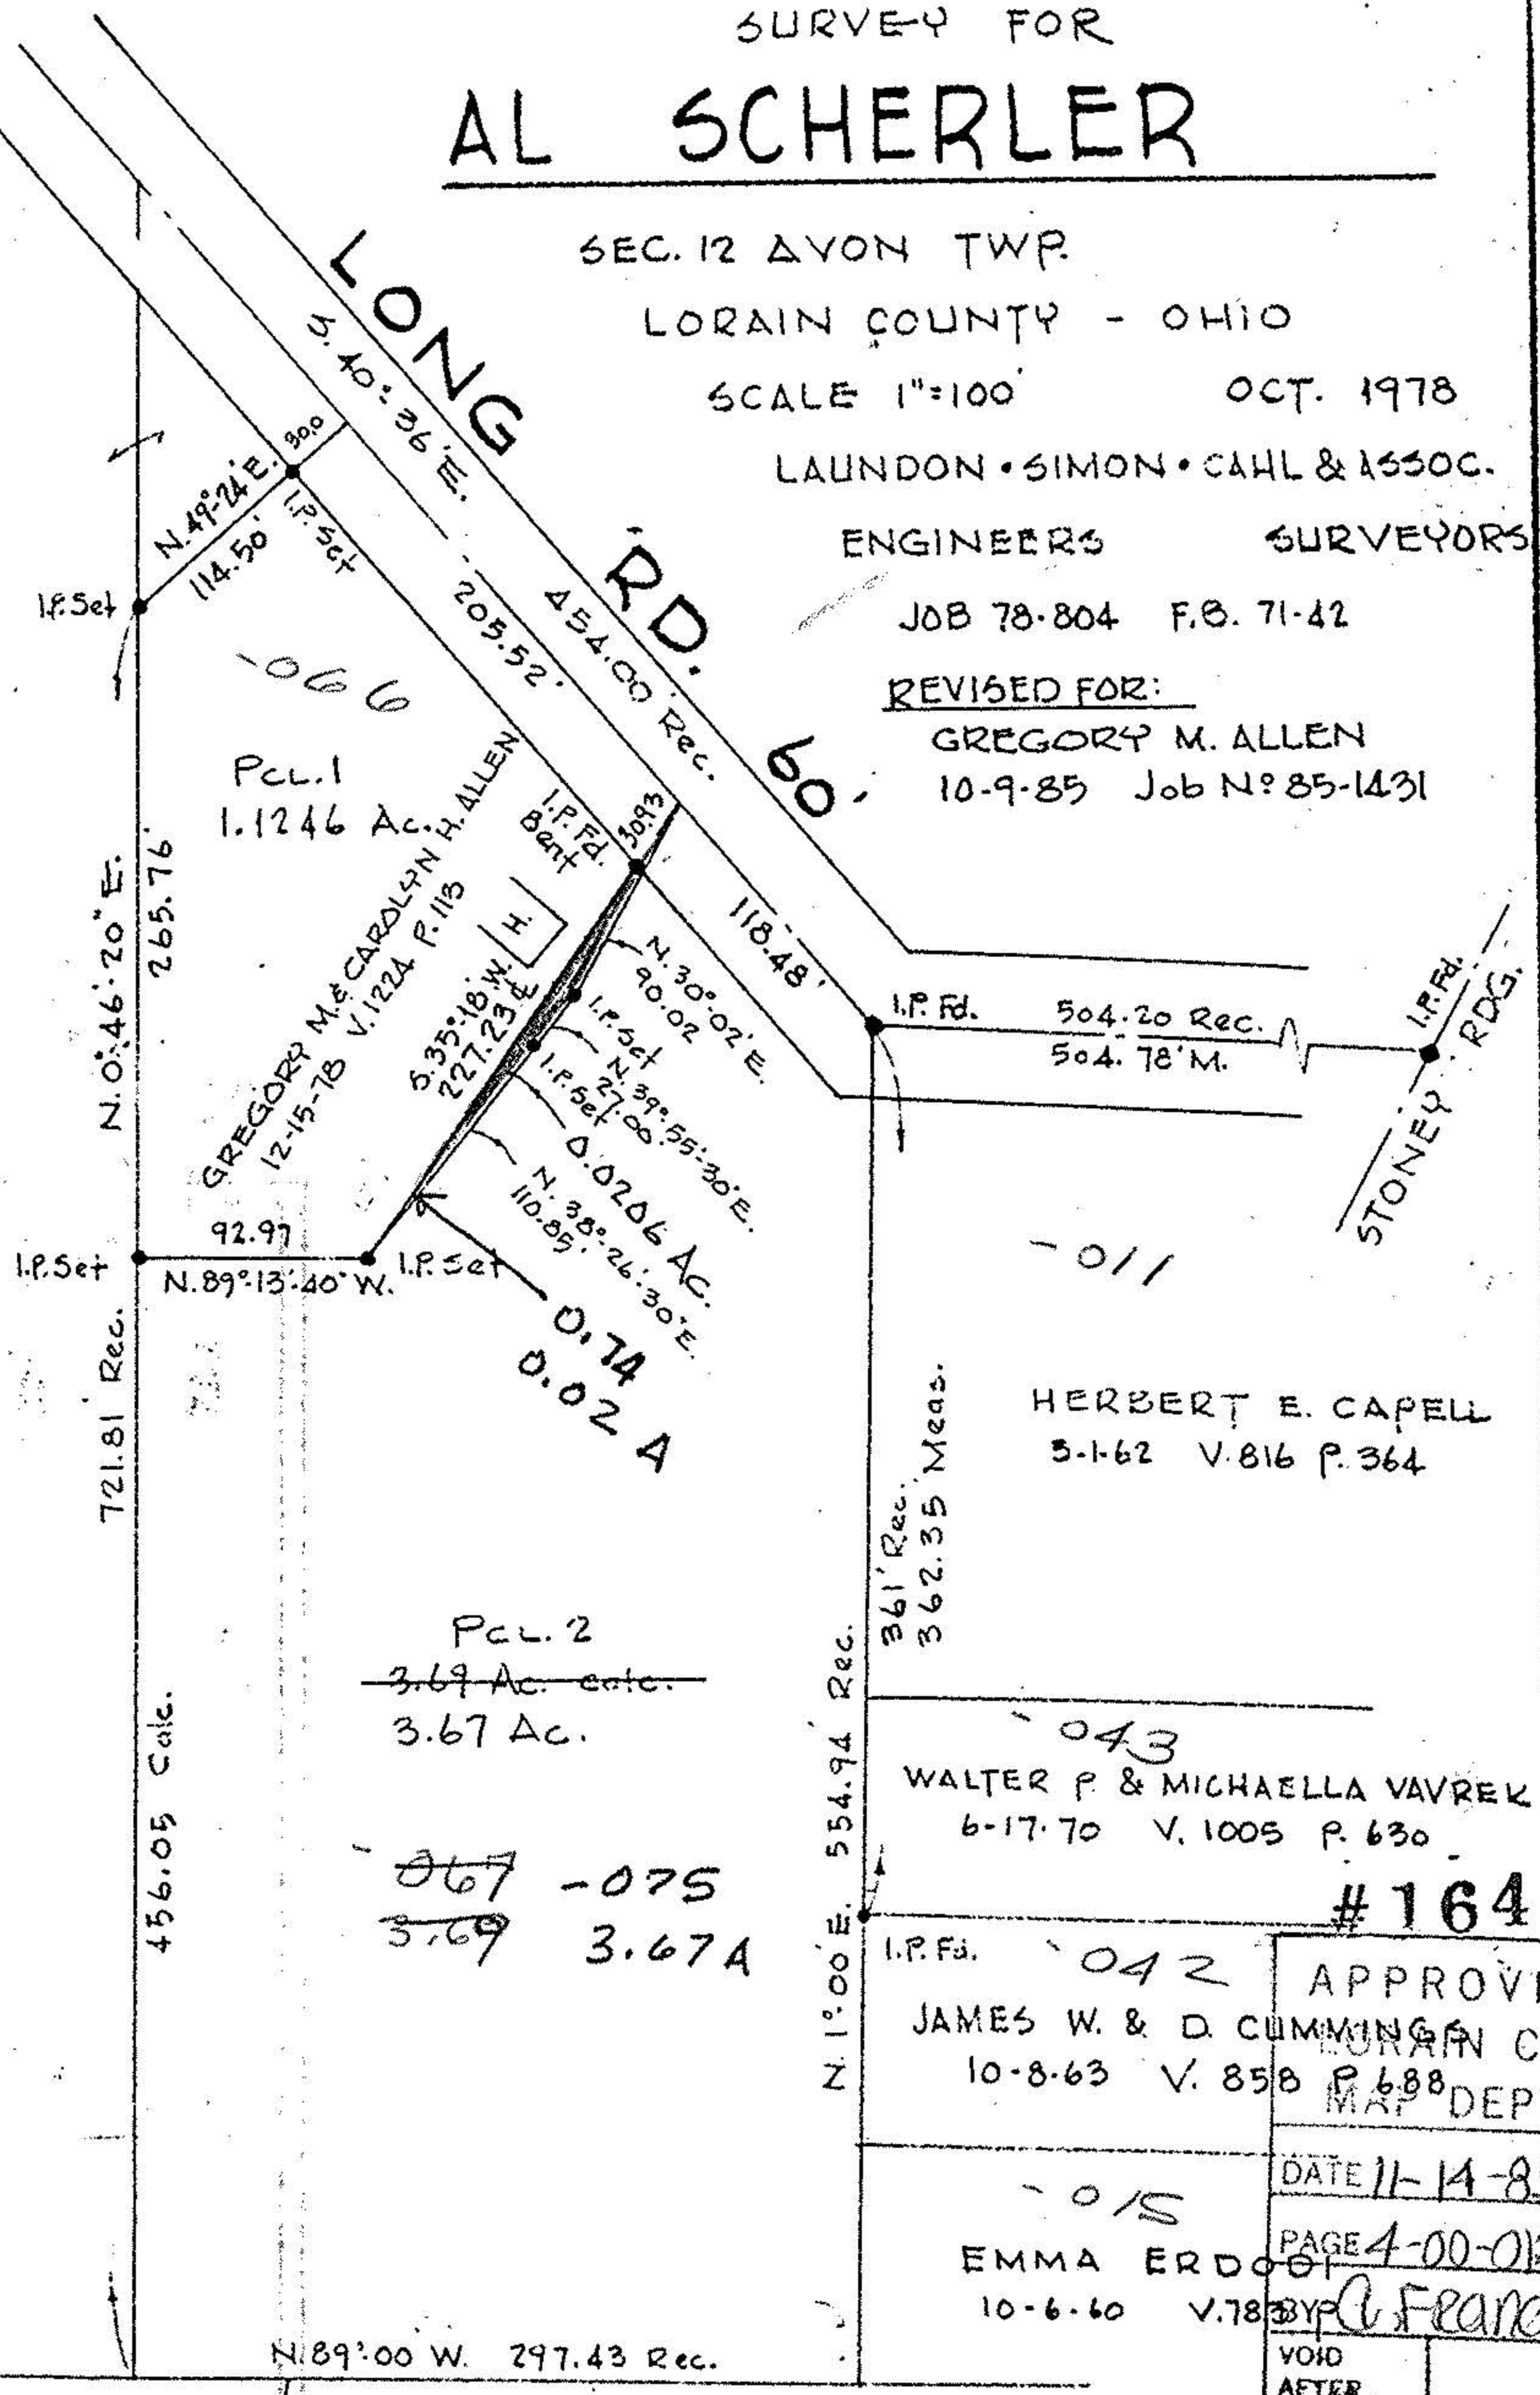 SURVEY FOR
AL SCHERLER
SEC. 12 AVON TWP.
LORAIN COUNTY - OHIO
SCALE 1"=100' OCT. 1978
LAUNDON • SIMON • CAHL & ASSOC.
ENGINEERS SURVEYORS
JOB 78-804 F.B. 71-42
REVISED FOR:
GREGORY M. ALLEN
10-9-85 Job Nº 85-1431
LONG RD. 60'
S. 40°-36'E.
454.00' Rec.
205.52'
118.48'
N.49°-24'E. 30.0
114.50'
I.P. Set
I.P. Set
-066
PCL. 1
1.1246 Ac.
N.0°-46'-20"E.
265.76'
GREGORY M. & CAROLYN H. ALLEN
12-15-78 V. 1224 P. 113
I.P. Fd.
Bent
30.93
H.
S.35°-18'W.
227.23 ¢
N.30°-02'E.
90.02
I.P. Set
N.39°-55'-30"E.
27.00'
I.P. Set
0.0206 Ac.
N.38°-26'-30"E.
110.85'
0.74
0.02 A
I.P. Fd.
504.20 Rec.
504.78' M.
I.P. Fd.
STONEY RDG.
92.97
I.P. Set
N.89°-13'-40"W.
I.P. Set
721.81' Rec.
456.05 Calc.
-011
HERBERT E. CAPELL
3-1-62 V. 816 P. 364
361' Rec.
362.35' Meas.
PCL. 2
3.69 Ac. calc.
3.67 Ac.
-067 -075
3.69 3.67 A
N. 1°-00'E. 554.94' Rec.
-043
WALTER P. & MICHAELLA VAVREK
6-17-70 V. 1005 P. 630
#164
I.P. Fd.
-042
JAMES W. & D. CUMMINGS
10-8-63 V. 858 P. 688
APPROV
LORAIN C
MAP DEP
DATE 11-14-8
PAGE 4-00-01
BY
VOID
AFTER
-015
EMMA ERDODI
10-6-60 V. 783 P.
N.89°-00'W. 297.43 Rec.